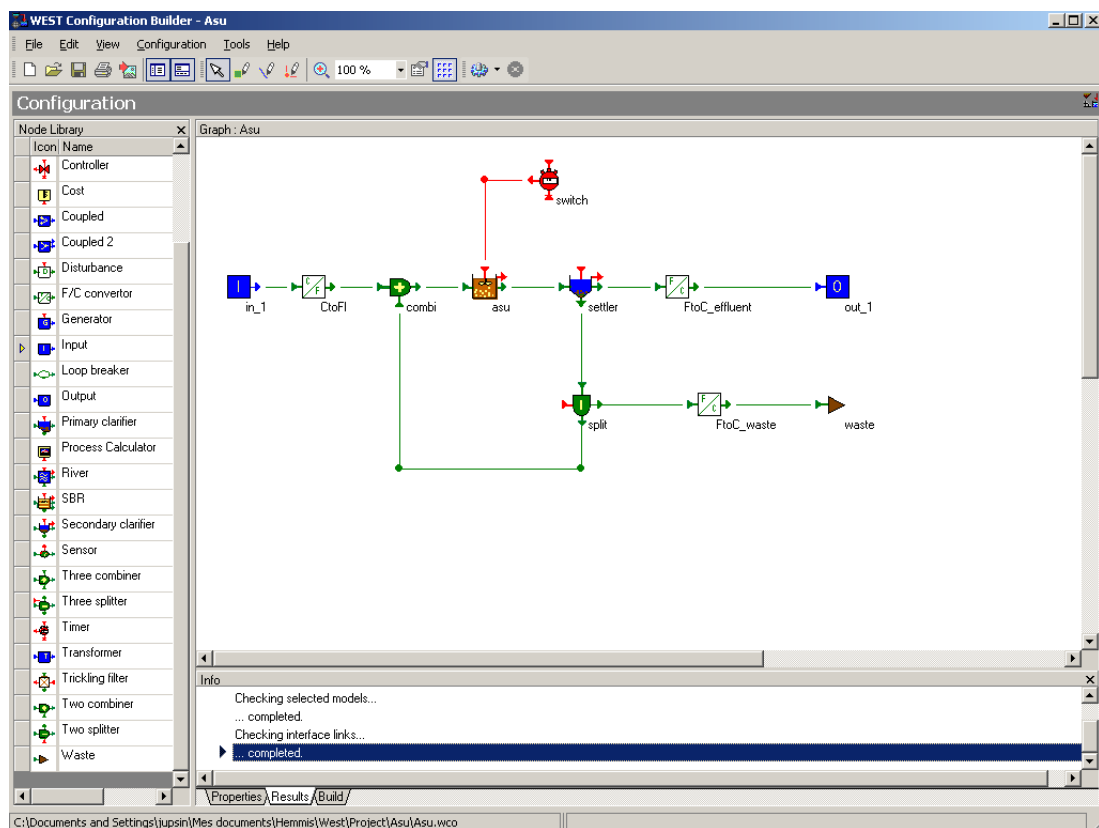 WEST Configuration Builder - Asu
File Edit View Configuration Tools Help
100 %
Configuration
Node Library
Graph : Asu
Icon Name
Controller
Cost
Coupled
Coupled 2
Disturbance
F/C convertor
Generator
Input
Loop breaker
Output
Primary clarifier
Process Calculator
River
SBR
Secondary clarifier
Sensor
Three combiner
Three splitter
Timer
Transformer
Trickling filter
Two combiner
Two splitter
Waste
switch
I
C/F
F/C
O
in_1
CtoFl
combi
asu
settler
FtoC_effluent
out_1
I
F/C
split
FtoC_waste
waste
Info
Checking selected models...
... completed.
Checking interface links...
... completed.
Properties Results Build
C:\Documents and Settings\jupsin\Mes documents\Hemmis\West\Project\Asu\Asu.wco